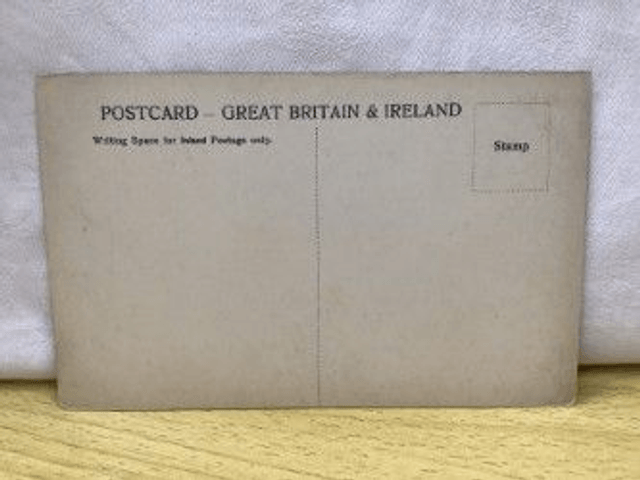 POSTCARD – GREAT BRITAIN & IRELAND
Writing Space for Inland Postage only.
Stamp